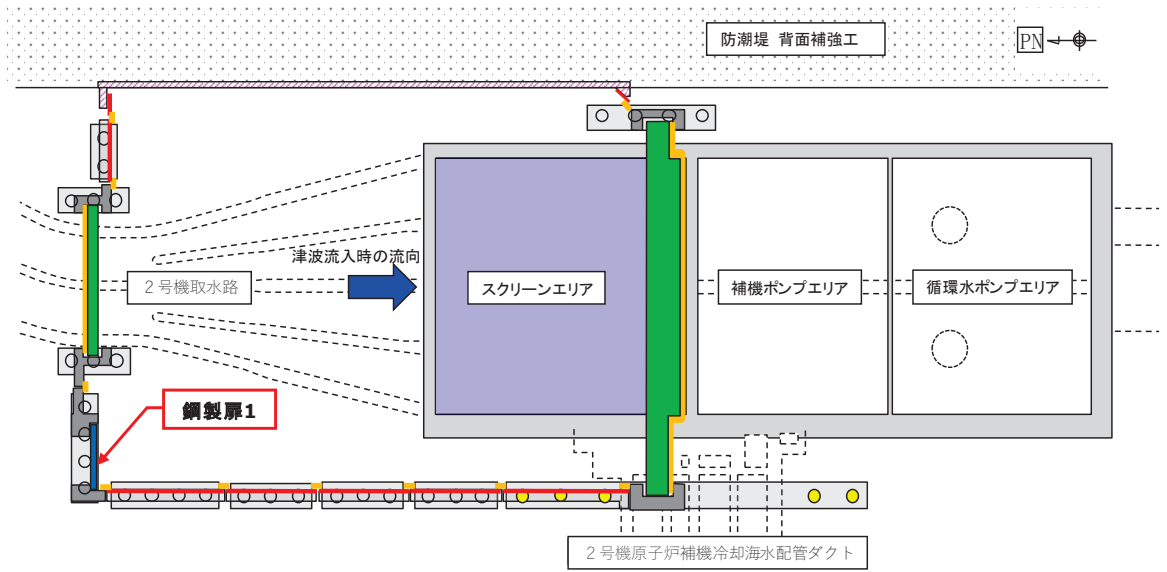 防潮堤 背面補強工
PN
津波流入時の流向
2号機取水路
スクリーンエリア
補機ポンプエリア
循環水ポンプエリア
鋼製扉1
2号機原子炉補機冷却海水配管ダクト